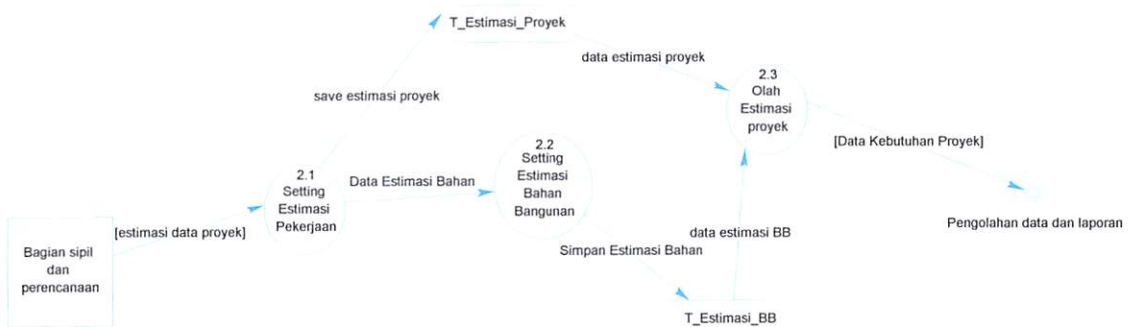 T_Estimasi_Proyek
data estimasi proyek
2.3
Olah
Estimasi
proyek
save estimasi proyek
[Data Kebutuhan Proyek]
2.2
Setting
Estimasi
Bahan
Bangunan
Data Estimasi Bahan
2.1
Setting
Estimasi
Pekerjaan
[estimasi data proyek]
Bagian sipil
dan
perencanaan
data estimasi BB
Simpan Estimasi Bahan
Pengolahan data dan laporan
T_Estimasi_BB